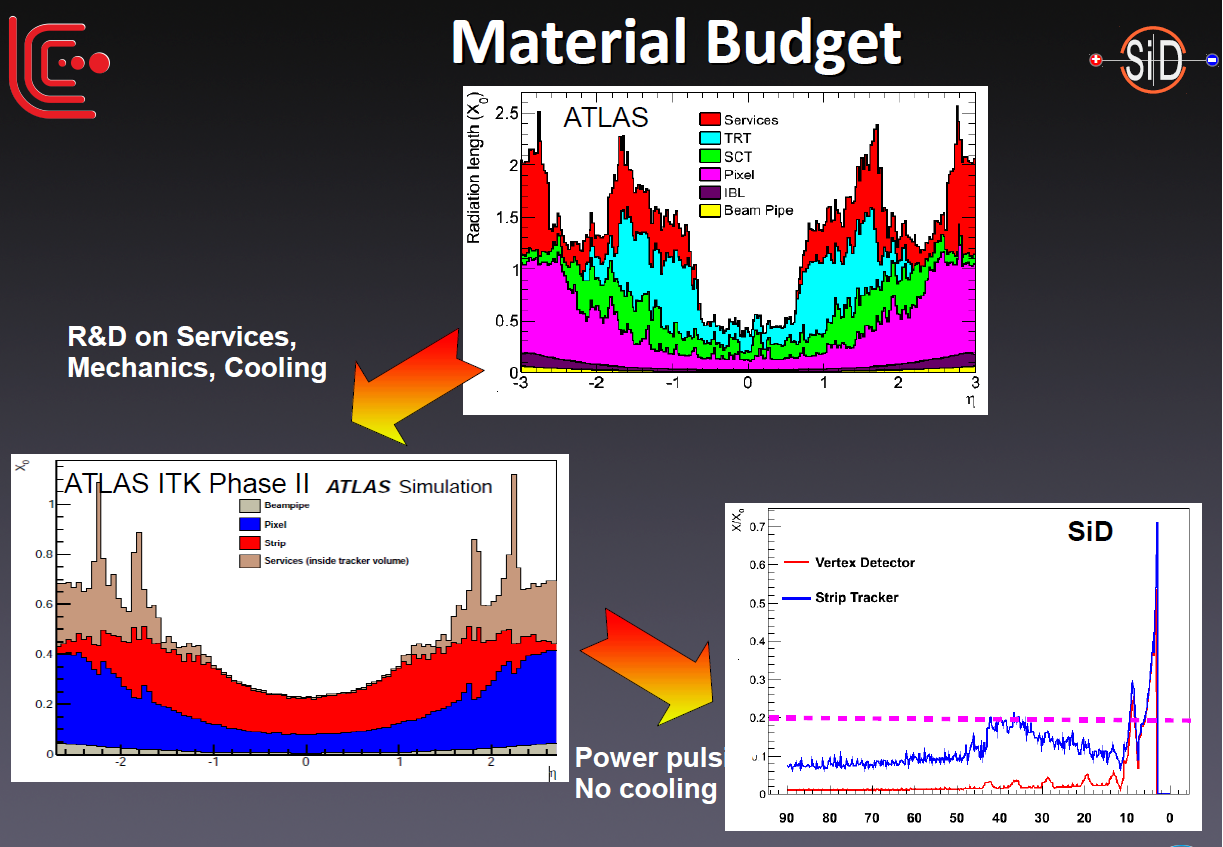 Material Budget
SiD
Radiation length (X0)
ATLAS
Services
TRT
SCT
Pixel
IBL
Beam Pipe
2.5
2
1.5
1
0.5
0
-3 -2 -1 0 1 2 3
η
R&D on Services,
Mechanics, Cooling
X0
ATLAS ITK Phase II ATLAS Simulation
Beampipe
Pixel
Strip
Services (inside tracker volume)
1
0.8
0.6
0.4
0.2
0
-2 -1 0 1 2
η
Power pulsi
No cooling
X/X0
SiD
Vertex Detector
Strip Tracker
0.7
0.6
0.5
0.4
0.3
0.2
0.1
0
90 80 70 60 50 40 30 20 10 0